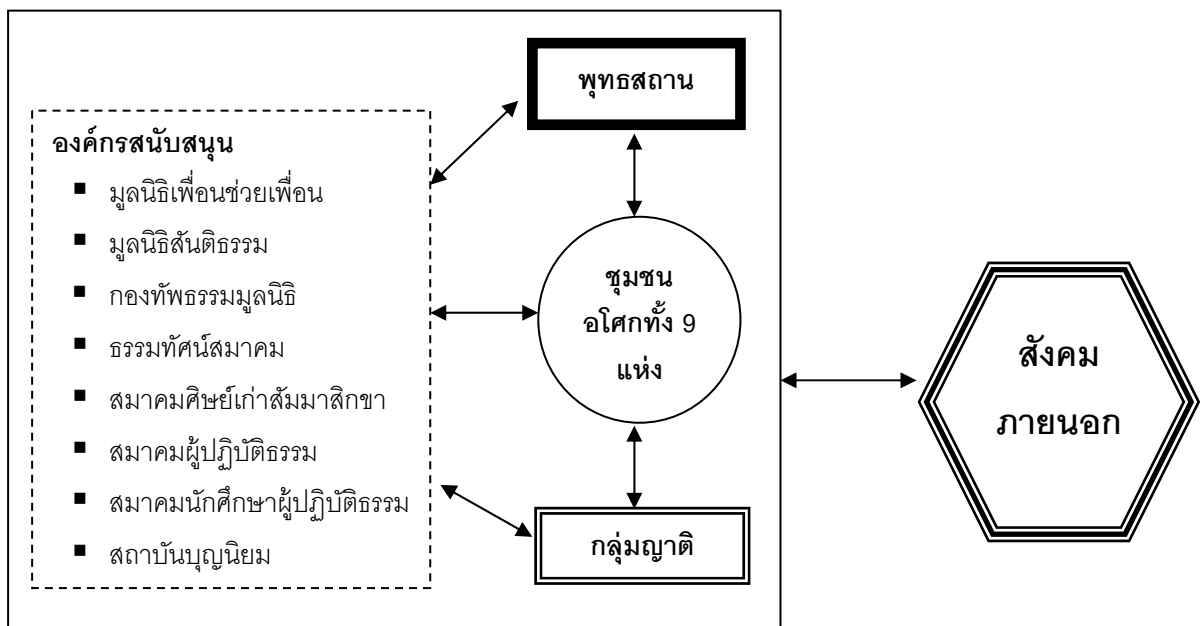 พุทธสถาน
องค์กรสนับสนุน
▪ มูลนิธิเพื่อนช่วยเพื่อน
▪ มูลนิธิสันติธรรม
▪ กองทัพธรรมมูลนิธิ
▪ ธรรมทัศน์สมาคม
▪ สมาคมศิษย์เก่าสัมมาสิกขา
▪ สมาคมผู้ปฏิบัติธรรม
▪ สมาคมนักศึกษาผู้ปฏิบัติธรรม
▪ สถาบันบุญนิยม
ชุมชน
อโศกทั้ง 9
แห่ง
กลุ่มญาติ
สังคม
ภายนอก